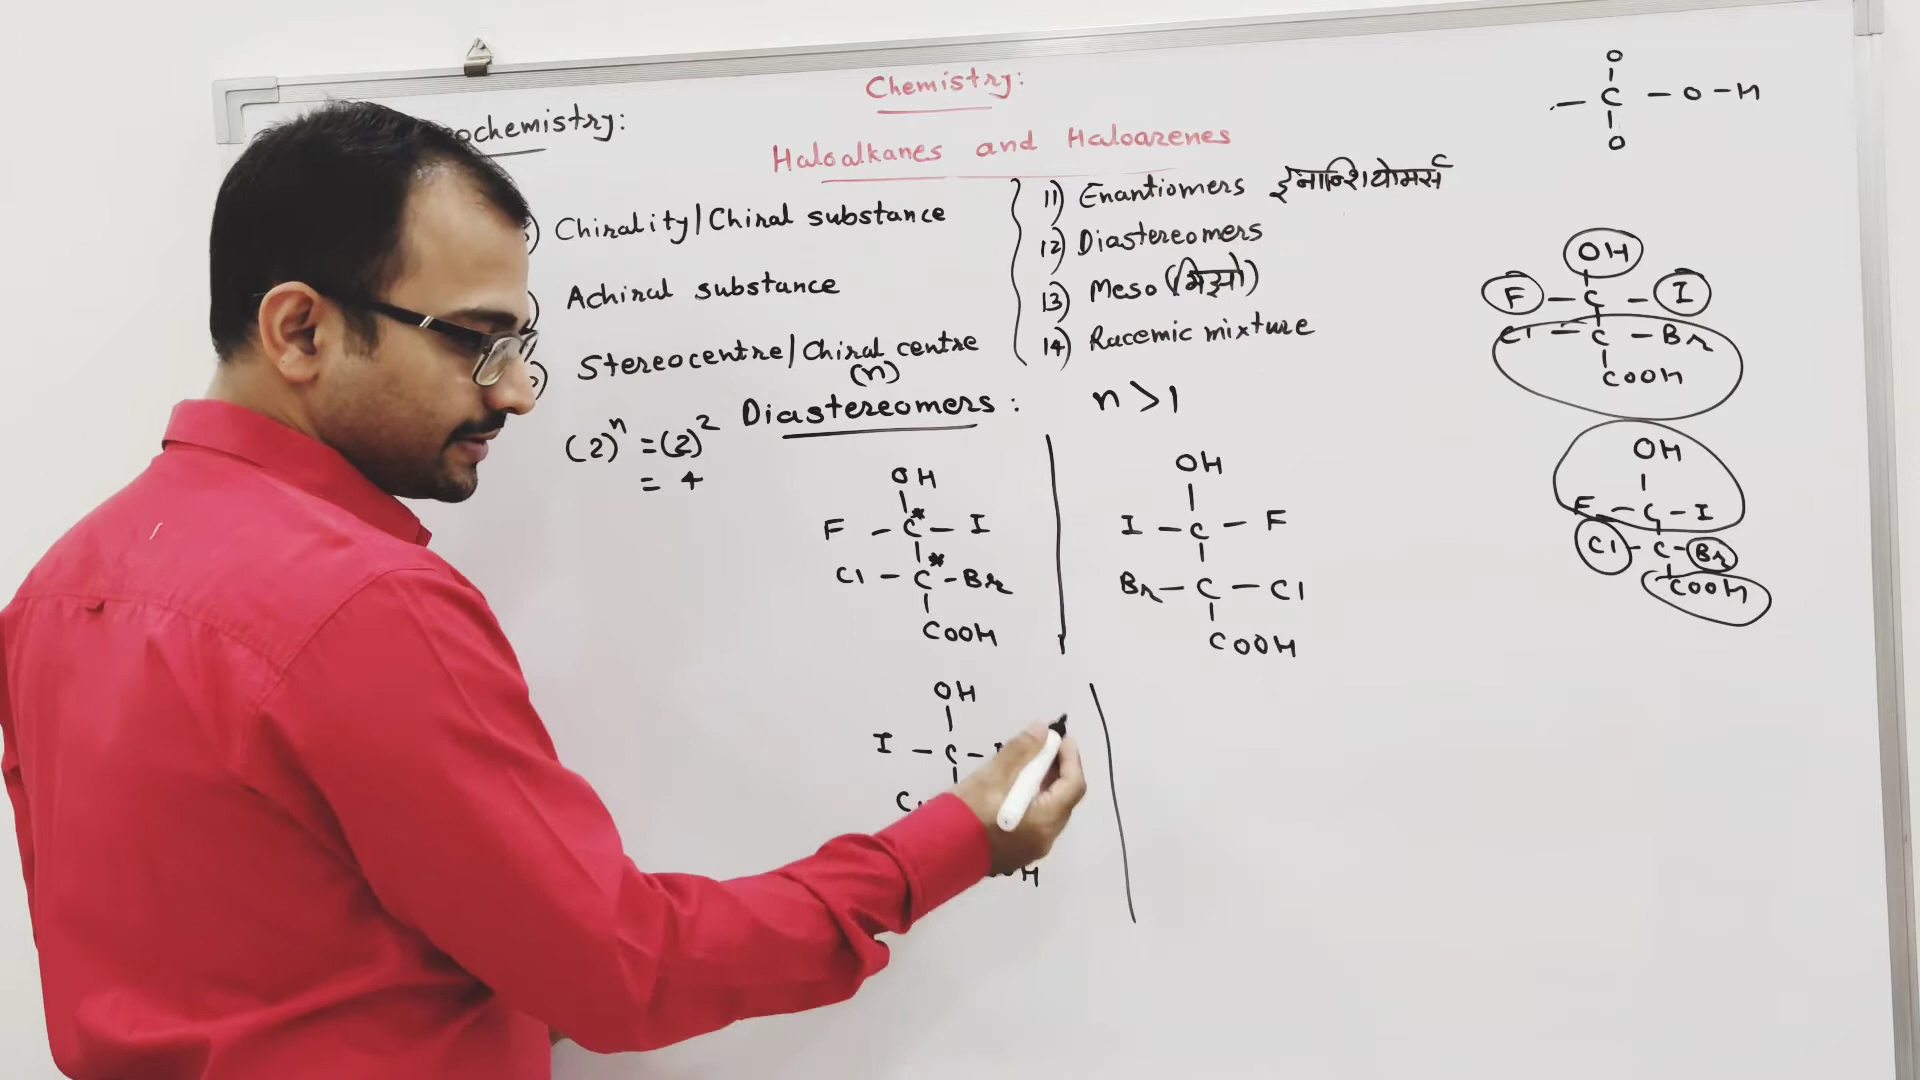 Chemistry:
ochemistry:
Haloalkanes and Haloarenes
) Chirality/Chiral substance
) Achiral substance
) Stereocentre/Chiral centre
(n)
11) Enantiomers इनान्शियोमर्स
12) Diastereomers
13) Meso (मिझो)
14) Racemic mixture
(2)ⁿ = (2)²
= 4
Diastereomers :
n > 1
OH
F - C* - I
Cl - C* - Br
COOH
OH
I - C - F
Br - C - Cl
COOH
OH
I - C -
H
O
- C - O - H
O
OH
F - C - I
Cl - C - Br
COOH
OH
F - C - I
Cl - C - Br
COOH